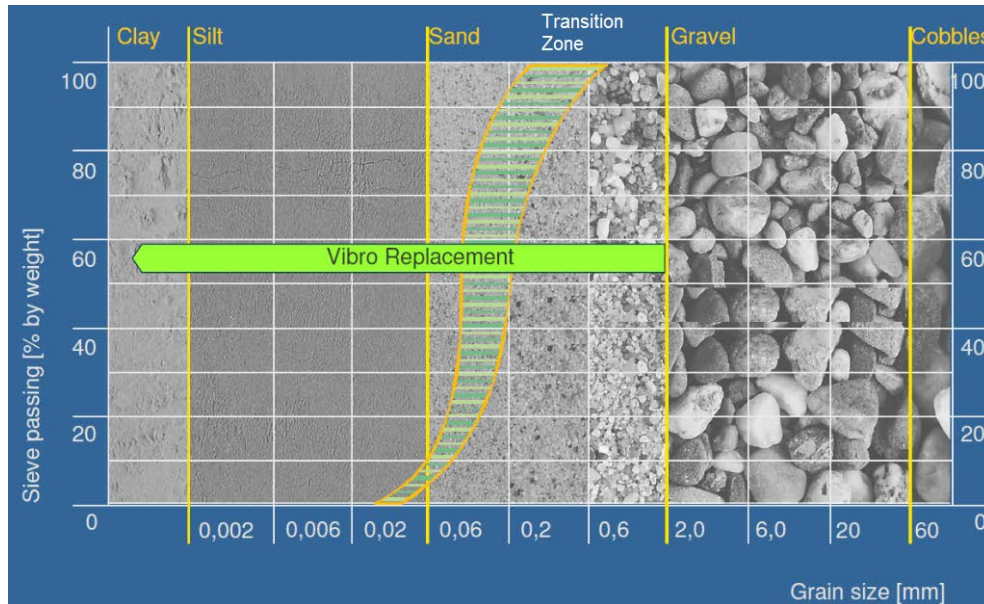 Clay Silt Sand Transition Gravel Cobbles
Zone
100 100
80 80
60 Vibro Replacement 60
40 40
20 20
0 0
0,002 0,006 0,02 0,06 0,2 0,6 2,0 6,0 20 60
Sieve passing [% by weight]
Grain size [mm]